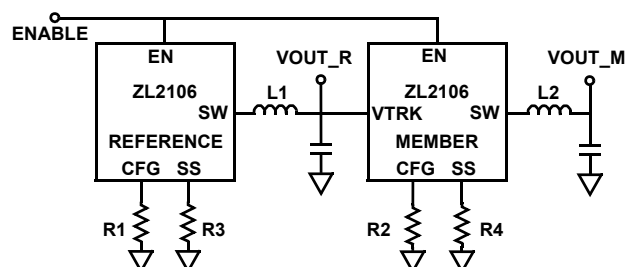 ENABLE
EN
ZL2106
SW
REFERENCE
CFG SS
R1
R3
L1
VOUT_R
EN
ZL2106
VTRK
SW
MEMBER
CFG SS
R2
R4
L2
VOUT_M